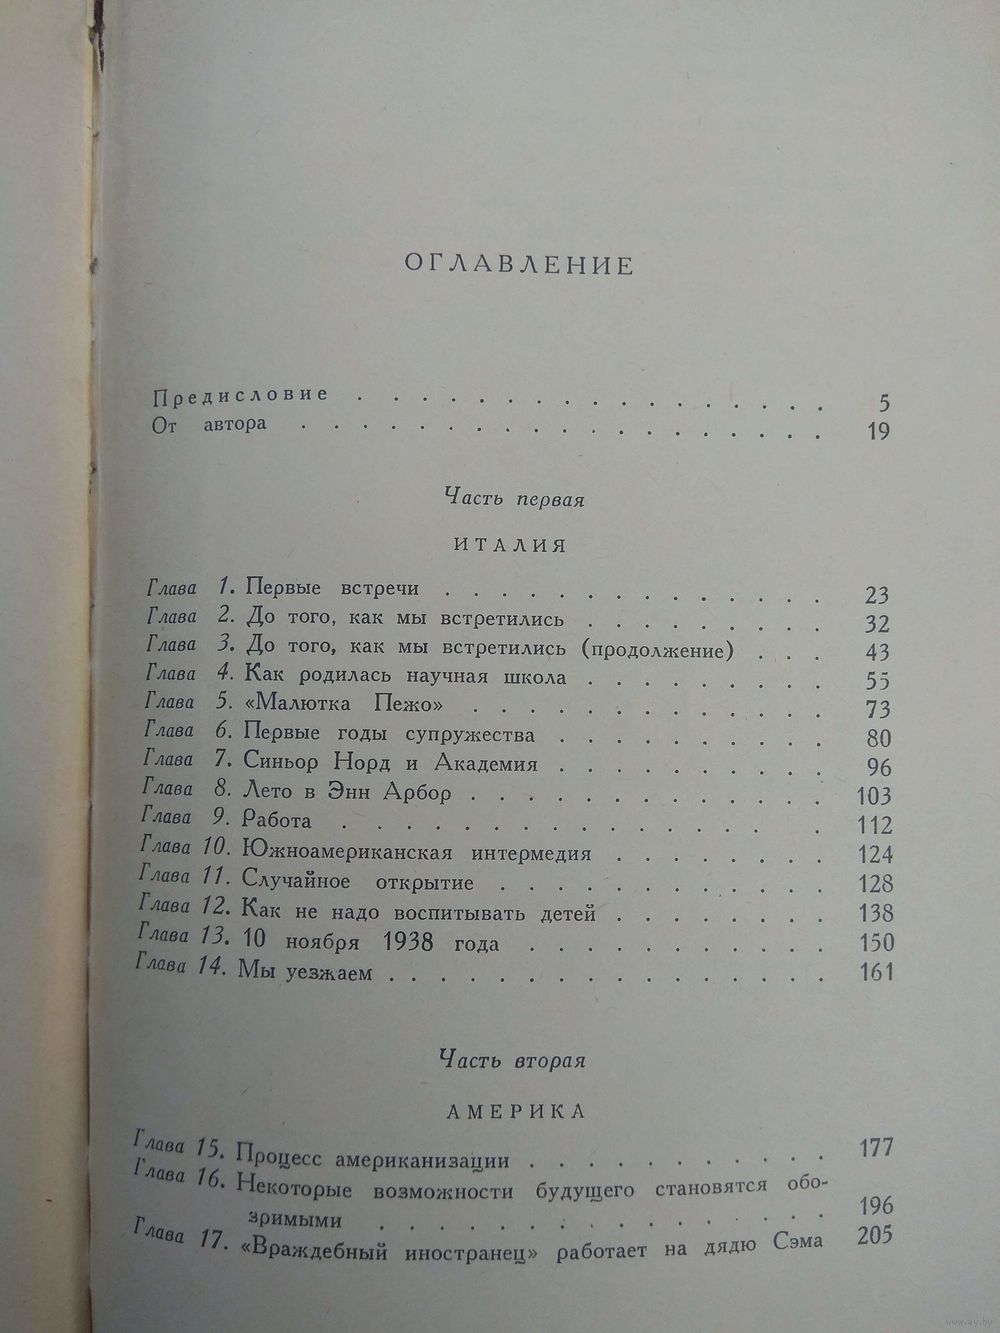 ОГЛАВЛЕНИЕ
Предисловие . . . . . . . . . . . . . . . . . 5
От автора . . . . . . . . . . . . . . . . . . 19
Часть первая
ИТАЛИЯ
Глава 1. Первые встречи . . . . . . . . . . . . . . 23
Глава 2. До того, как мы встретились . . . . . . . . . 32
Глава 3. До того, как мы встретились (продолжение) . . . 43
Глава 4. Как родилась научная школа . . . . . . . . . 55
Глава 5. «Малютка Пежо» . . . . . . . . . . . . . 73
Глава 6. Первые годы супружества . . . . . . . . . . 80
Глава 7. Синьор Норд и Академия . . . . . . . . . . 96
Глава 8. Лето в Энн Арбор . . . . . . . . . . . . . 103
Глава 9. Работа . . . . . . . . . . . . . . . . 112
Глава 10. Южноамериканская интермедия . . . . . . . . 124
Глава 11. Случайное открытие . . . . . . . . . . . . 128
Глава 12. Как не надо воспитывать детей . . . . . . . . 138
Глава 13. 10 ноября 1938 года . . . . . . . . . . . 150
Глава 14. Мы уезжаем . . . . . . . . . . . . . . . . 161
Часть вторая
АМЕРИКА
Глава 15. Процесс американизации . . . . . . . . . . . 177
Глава 16. Некоторые возможности будущего становятся обо-
зримыми . . . . . . . . . . . . . . . . 196
Глава 17. «Враждебный иностранец» работает на дядю Сэма 205
www.ay.by